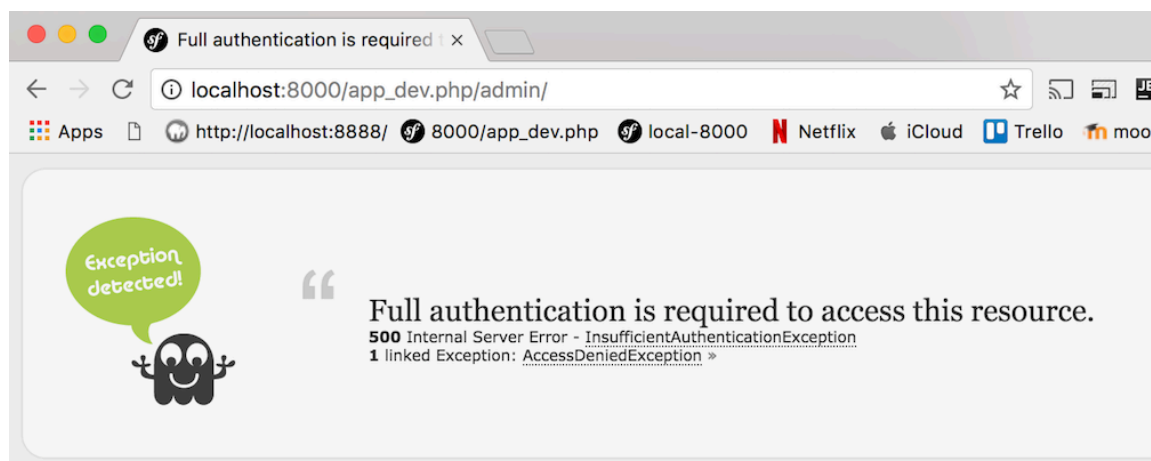 Full authentication is required t
localhost:8000/app_dev.php/admin/
Apps http://localhost:8888/ 8000/app_dev.php local-8000 Netflix iCloud Trello moo
Exception
detected!
“
Full authentication is required to access this resource.
500 Internal Server Error - InsufficientAuthenticationException
1 linked Exception: AccessDeniedException »